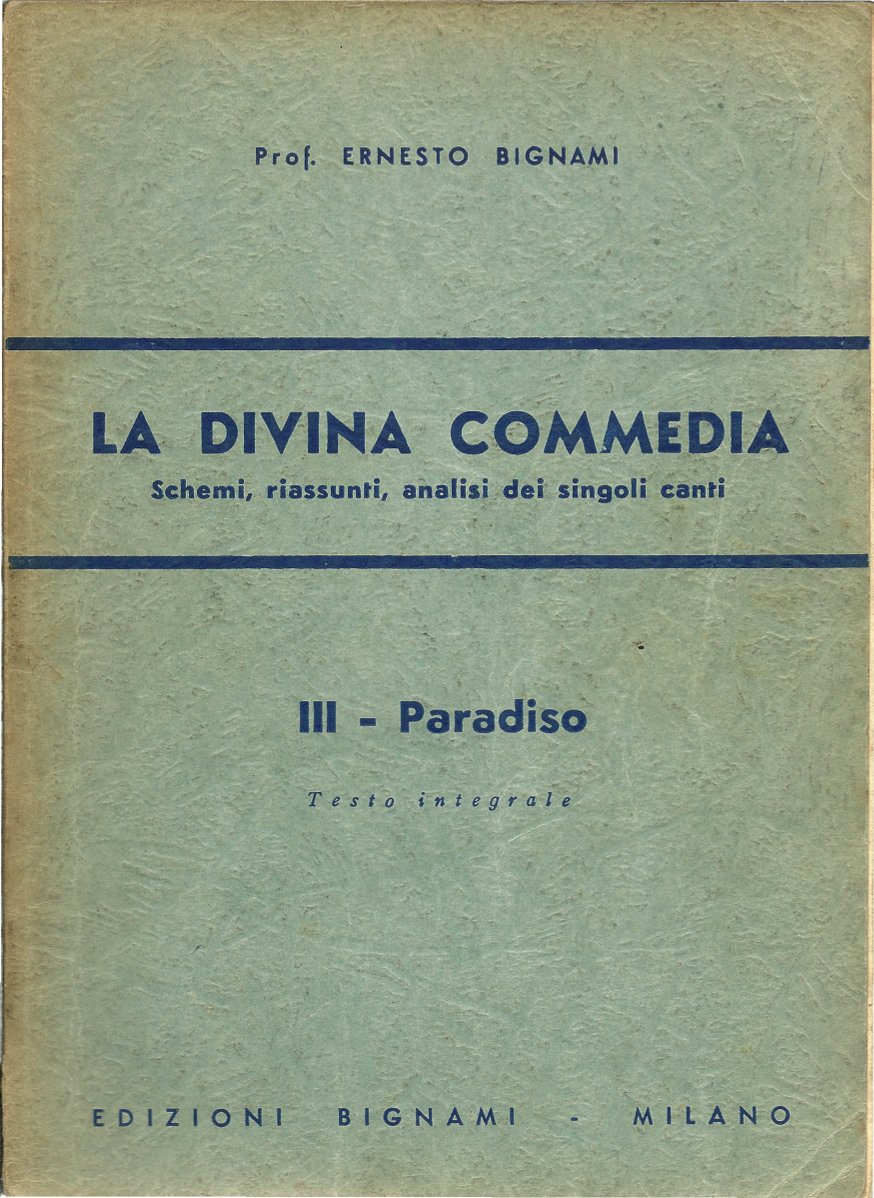 Prof. ERNESTO BIGNAMI
LA DIVINA COMMEDIA
Schemi, riassunti, analisi dei singoli canti
III - Paradiso
Testo integrale
EDIZIONI BIGNAMI - MILANO